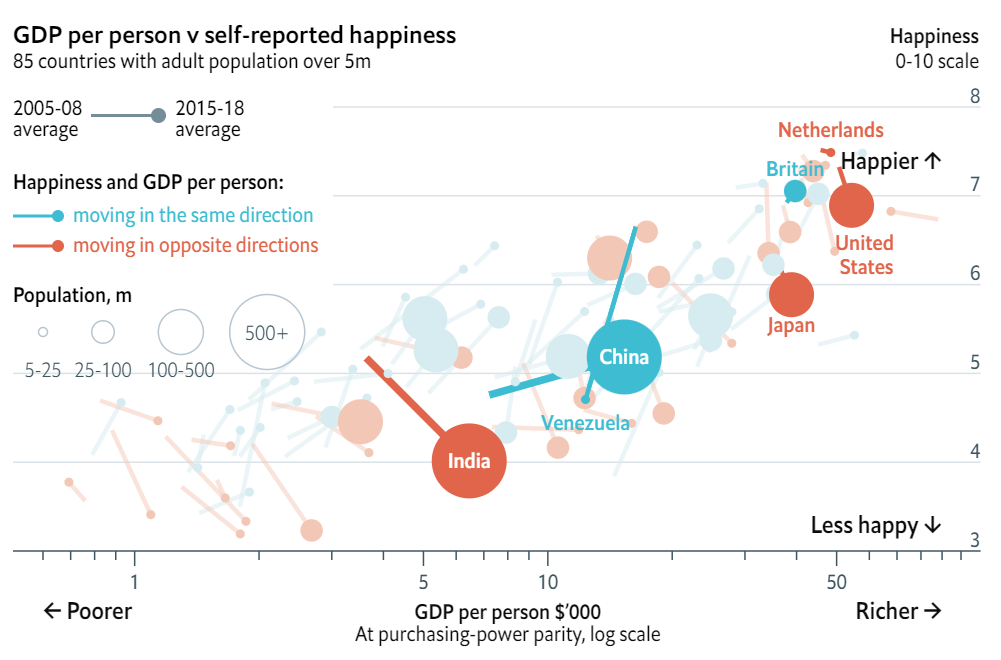 GDP per person v self-reported happiness
85 countries with adult population over 5m
Happiness
0-10 scale
2005-08
average
2015-18
average
Happiness and GDP per person:
moving in the same direction
moving in opposite directions
Population, m
500+
5-25
25-100
100-500
8
7
6
5
4
3
Netherlands
Happier ↑
Britain
United
States
Japan
China
Venezuela
India
Less happy ↓
1
5
10
50
← Poorer
GDP per person $'000
Richer →
At purchasing-power parity, log scale